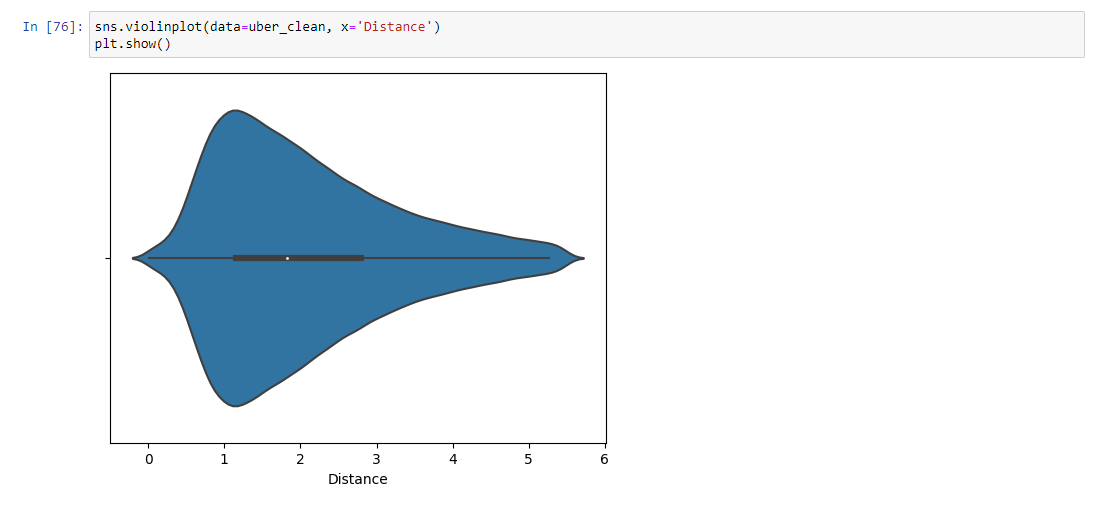 In [76]: sns.violinplot(data=uber_clean, x='Distance')
plt.show()
0 1 2 3 4 5 6
Distance